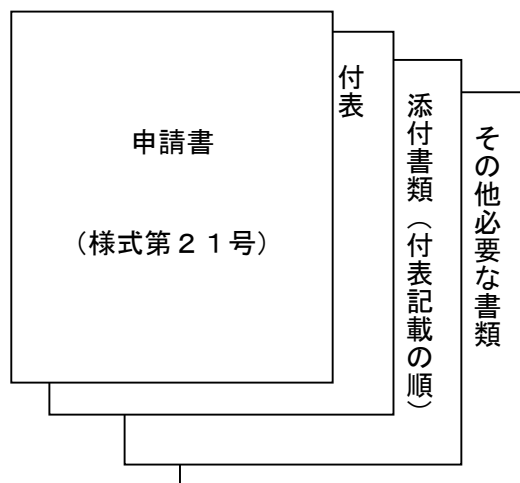 申請書
（様式第２１号）
付表
添付書類（付表記載の順）
その他必要な書類